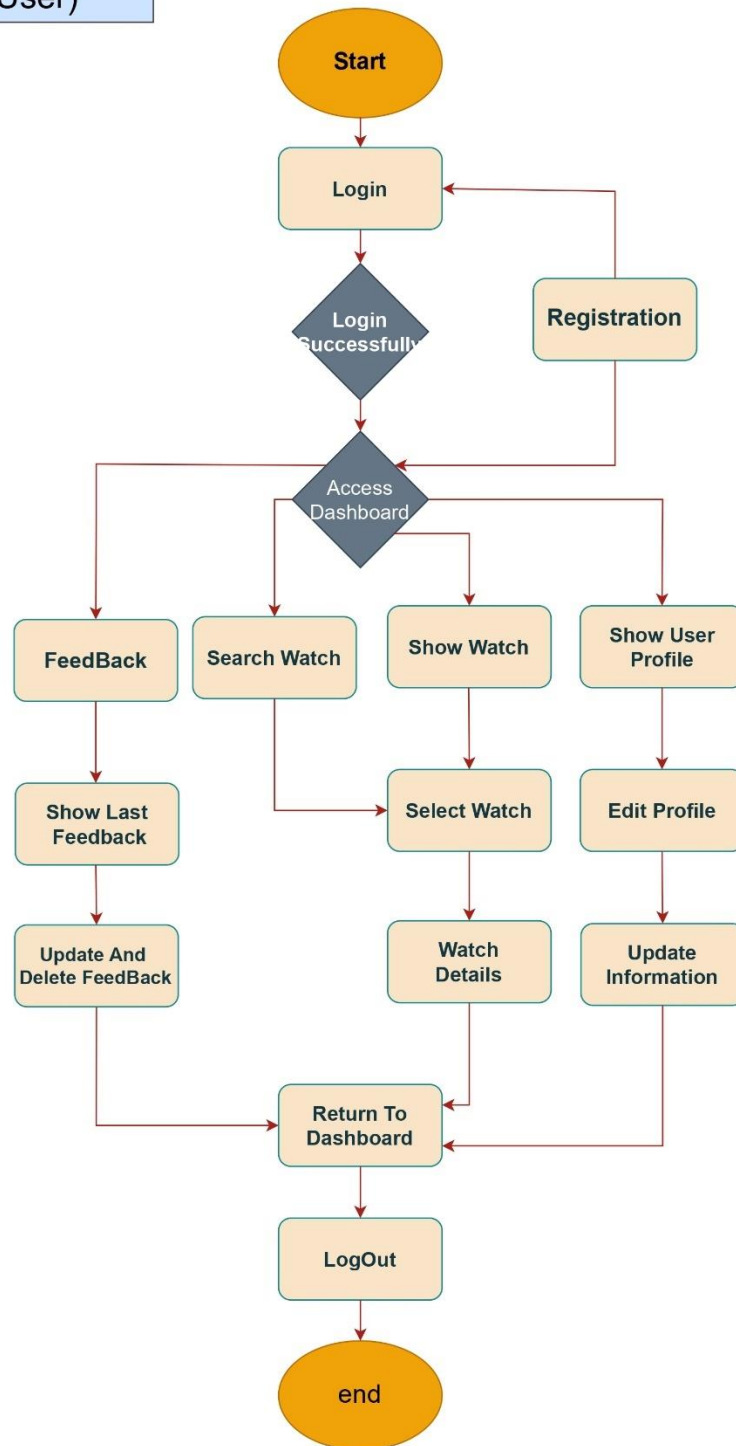 User)
Start
Login
Login
Successfully
Registration
Access
Dashboard
FeedBack
Search Watch
Show Watch
Show User
Profile
Show Last
Feedback
Select Watch
Edit Profile
Update And
Delete FeedBack
Watch
Details
Update
Information
Return To
Dashboard
LogOut
end